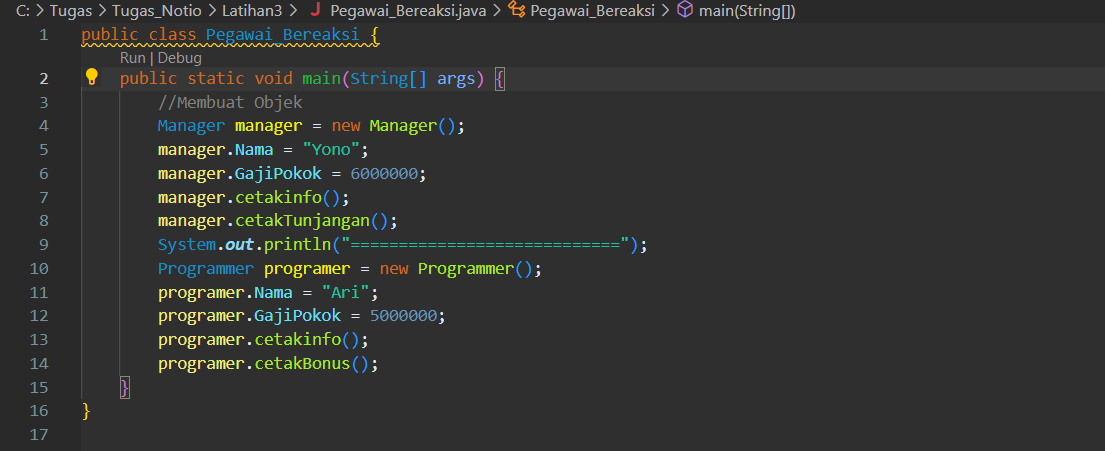 C: > Tugas > Tugas_Notio > Latihan3 > J Pegawai_Bereaksi.java > Pegawai_Bereaksi > main(String[])
1 public class Pegawai_Bereaksi {
Run | Debug
2 public static void main(String[] args) {
3 //Membuat Objek
4 Manager manager = new Manager();
5 manager.Nama = "Yono";
6 manager.GajiPokok = 6000000;
7 manager.cetakinfo();
8 manager.cetakTunjangan();
9 System.out.println("============================");
10 Programmer programer = new Programmer();
11 programer.Nama = "Ari";
12 programer.GajiPokok = 5000000;
13 programer.cetakinfo();
14 programer.cetakBonus();
15 }
16 }
17